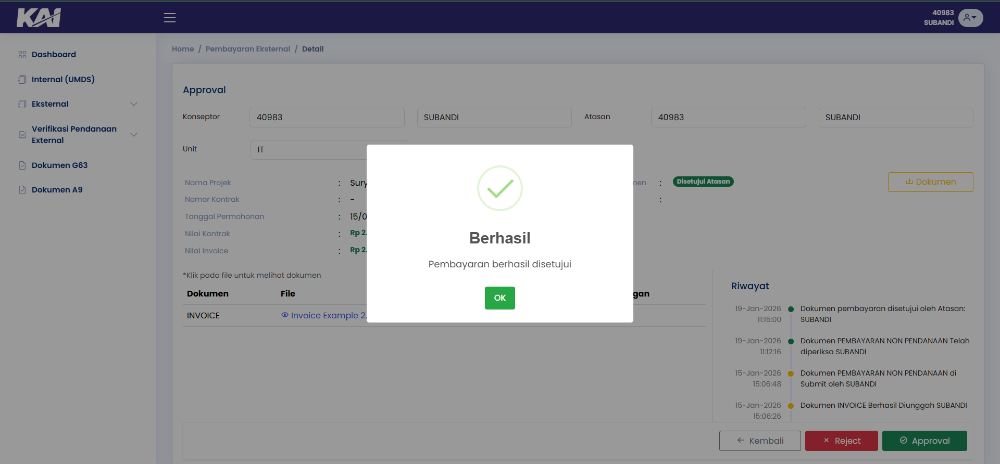 KAI
40983
SUBANDI
Dashboard
Internal (UMDS)
Eksternal
Verifikasi Pendanaan
External
Dokumen G63
Dokumen A9
Home / Pembayaran Eksternal / Detail
Approval
Konseptor 40983 SUBANDI Atasan 40983 SUBANDI
Unit IT
Nama Projek : : Disetujui Atasan
Dokumen
Nomor Kontrak : - :
Tanggal Permohonan : 15/0
Nilai Kontrak : Rp 2.
Nilai Invoice : Rp 2.
*Klik pada file untuk melihat dokumen
Dokumen File
INVOICE Invoice Example 2.
Berhasil
Pembayaran berhasil disetujui
OK
Riwayat
19-Jan-2026
11:15:00
Dokumen pembayaran disetujui oleh Atasan:
SUBANDI
19-Jan-2026
11:12:16
Dokumen PEMBAYARAN NON PENDANAAN Telah
diperiksa SUBANDI
15-Jan-2026
15:06:48
Dokumen PEMBAYARAN NON PENDANAAN di
Submit oleh SUBANDI
15-Jan-2026
15:06:26
Dokumen INVOICE Berhasil Diunggah SUBANDI
Kembali
Reject
Approval